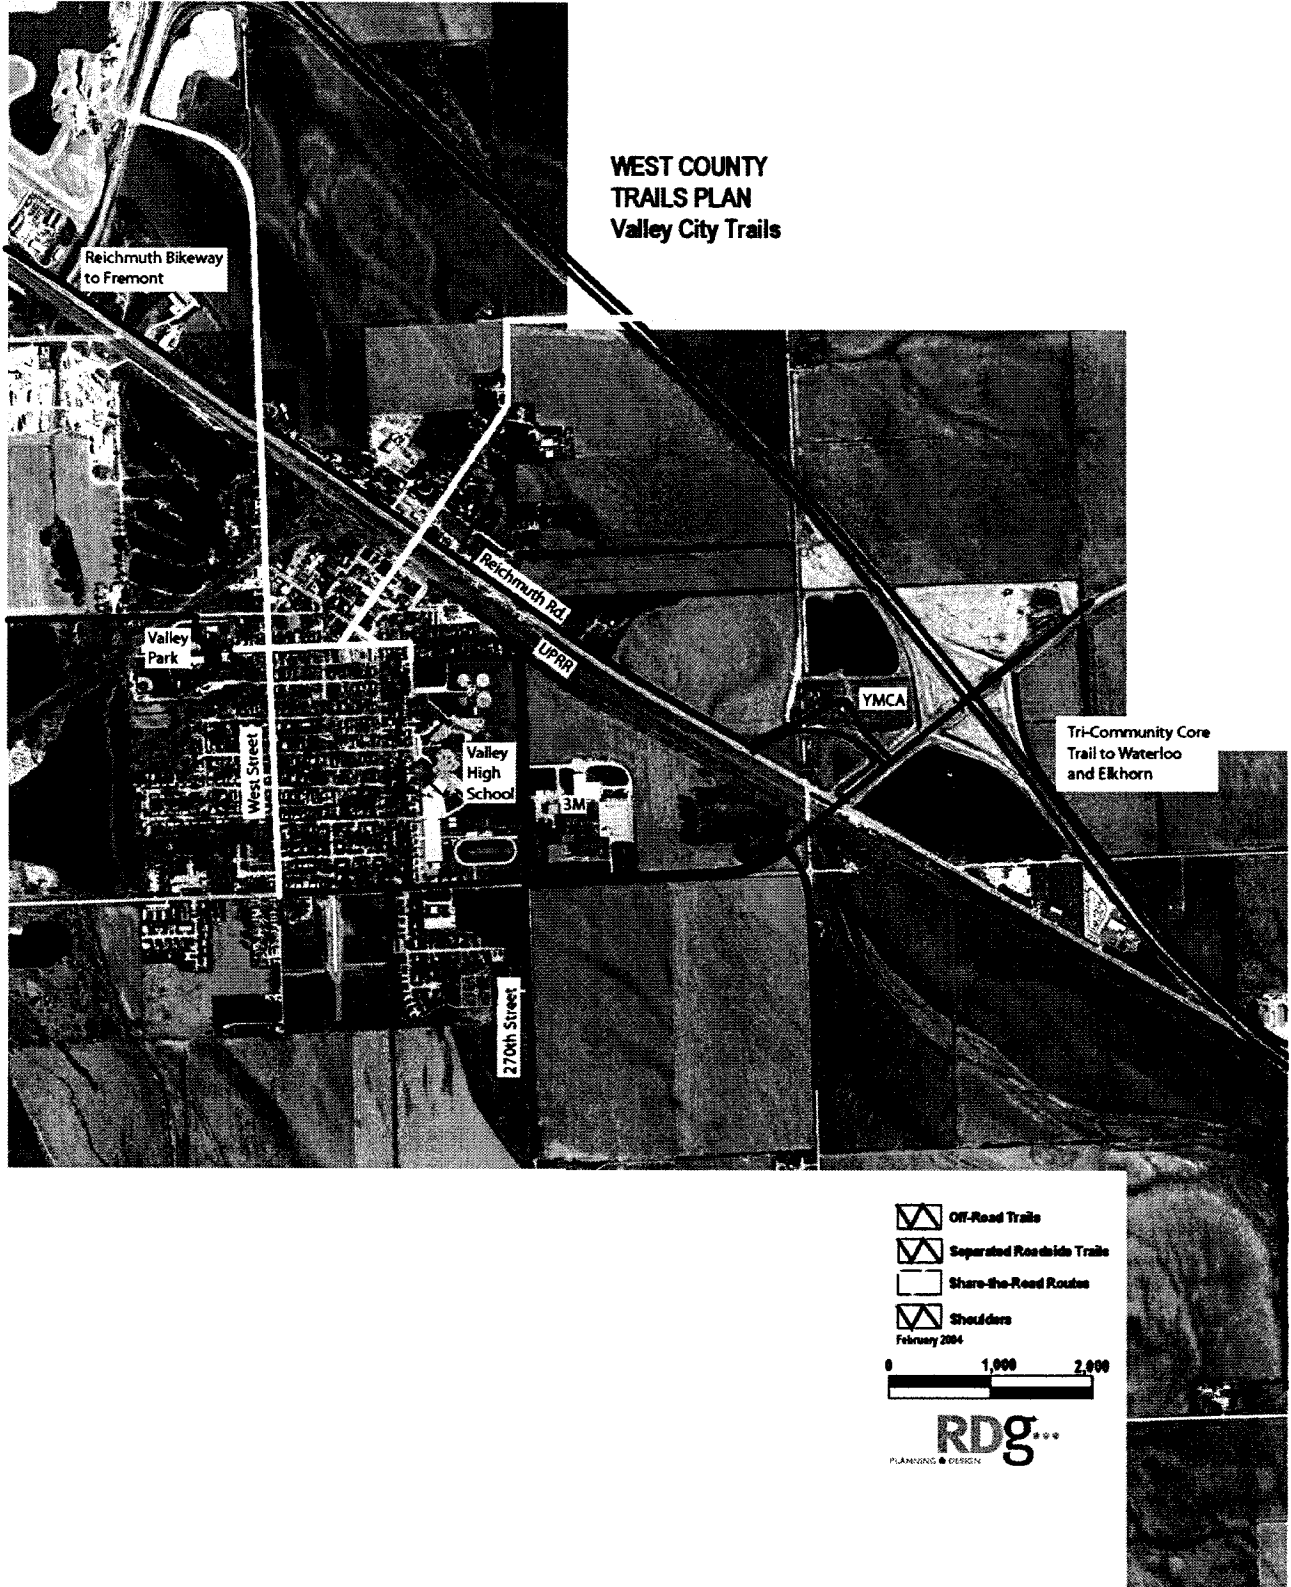 WEST COUNTY
TRAILS PLAN
Valley City Trails
Reichmuth Bikeway
to Fremont
Reichmuth Rd.
UPRR
Valley
Park
YMCA
Tri-Community Core
Trail to Waterloo
and Elkhorn
West Street
Valley
High
School
3M
270th Street
Off-Road Trails
Separated Roadside Trails
Share-the-Road Routes
Shoulders
February 2004
0 1,000 2,000
RDg...
PLANNING DESIGN